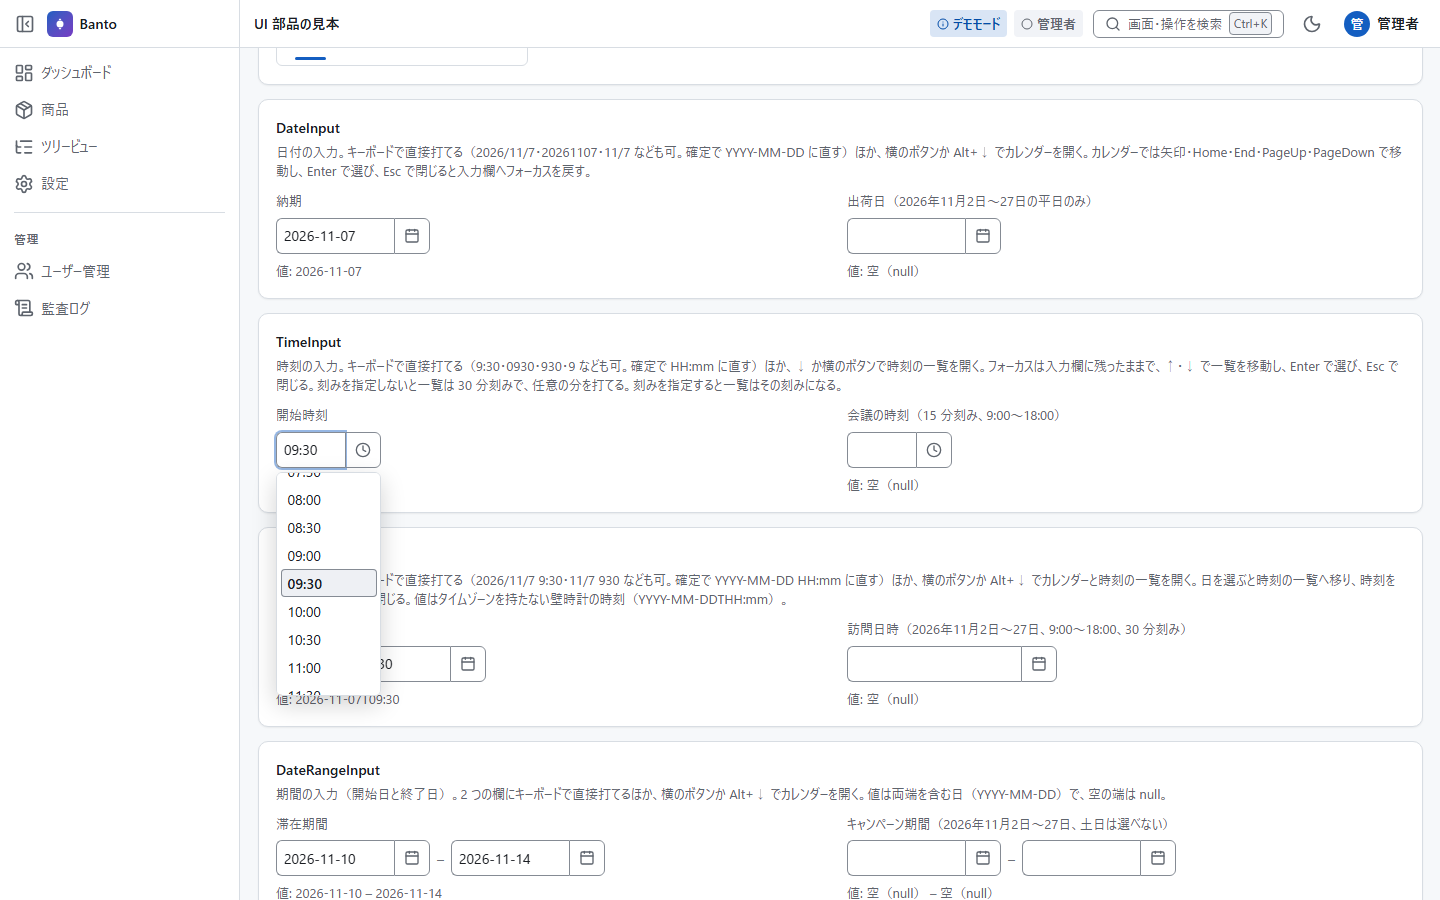 Banto
UI 部品の見本
デモモード
管理者
画面・操作を検索
Ctrl+K
管
管理者
ダッシュボード
商品
ツリービュー
設定
管理
ユーザー管理
監査ログ
DateInput
日付の入力。キーボードで直接打てる（2026/11/7・20261107・11/7 なども可。確定で YYYY-MM-DD に直す）ほか、横のボタンか Alt+↓ でカレンダーを開く。カレンダーでは矢印・Home・End・PageUp・PageDown で移
動し、Enter で選び、Esc で閉じると入力欄へフォーカスを戻す。
納期
出荷日（2026年11月2日〜27日の平日のみ）
2026-11-07
値: 2026-11-07
値: 空（null）
TimeInput
時刻の入力。キーボードで直接打てる（9:30・0930・930・9 なども可。確定で HH:mm に直す）ほか、↓ か横のボタンで時刻の一覧を開く。フォーカスは入力欄に残ったままで、↑・↓ で一覧を移動し、Enter で選び、Esc で
閉じる。刻みを指定しないと一覧は 30 分刻みで、任意の分を打てる。刻みを指定すると一覧はその刻みになる。
開始時刻
会議の時刻（15 分刻み、9:00〜18:00）
09:30
値: 空（null）
07:30
08:00
08:30
09:00
09:30
10:00
10:30
11:00
11:30
ードで直接打てる（2026/11/7 9:30・11/7 930 なども可。確定で YYYY-MM-DD HH:mm に直す）ほか、横のボタンか Alt+↓ でカレンダーと時刻の一覧を開く。日を選ぶと時刻の一覧へ移り、時刻を
閉じる。値はタイムゾーンを持たない壁時計の時刻（YYYY-MM-DDTHH:mm）。
訪問日時（2026年11月2日〜27日、9:00〜18:00、30 分刻み）
30
値: 2026-11-07T09:30
値: 空（null）
DateRangeInput
期間の入力（開始日と終了日）。2 つの欄にキーボードで直接打てるほか、横のボタンか Alt+↓ でカレンダーを開く。値は両端を含む日（YYYY-MM-DD）で、空の端は null。
滞在期間
キャンペーン期間（2026年11月2日〜27日、土日は選べない）
2026-11-10
–
2026-11-14
–
値: 2026-11-10 – 2026-11-14
値: 空（null） – 空（null）